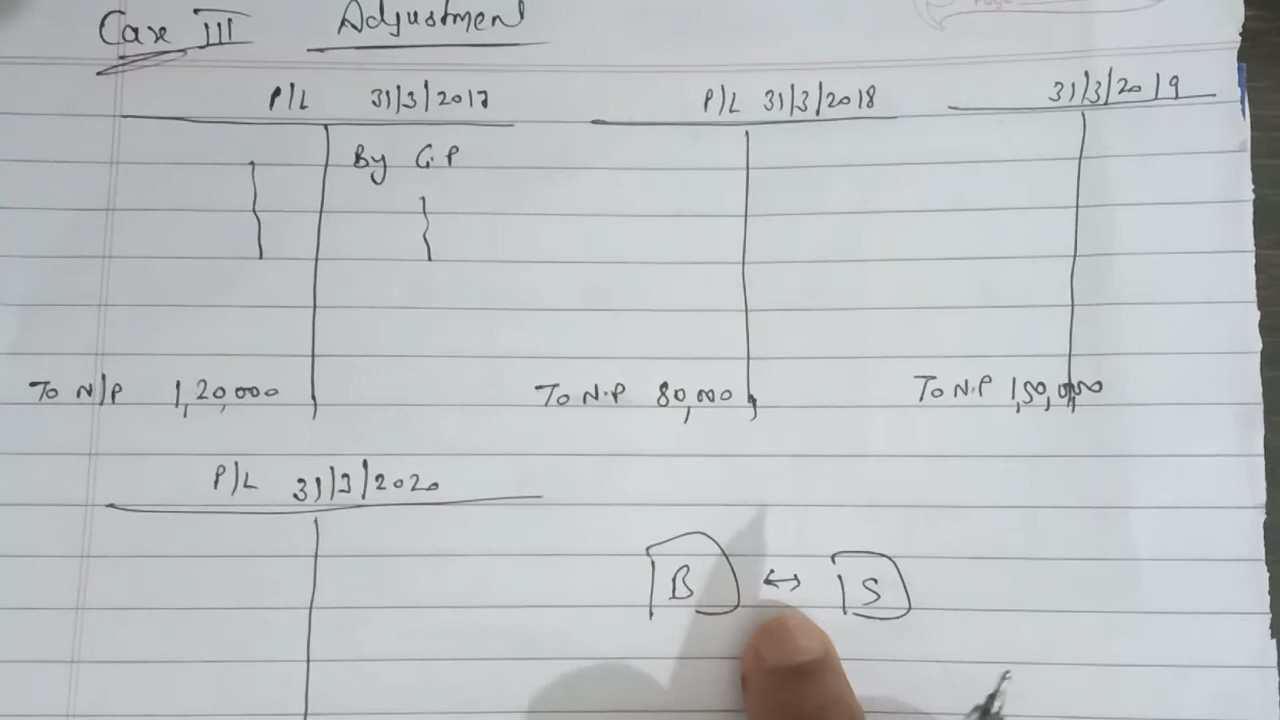 Case III Adjustment
P/L 31/3/2017
P/L 31/3/2018
31/3/2019
By G.P
To N/P 1,20,000
To N.P 80,000
To N.P 1,50,000
P/L 31/3/2020
B ↔ S